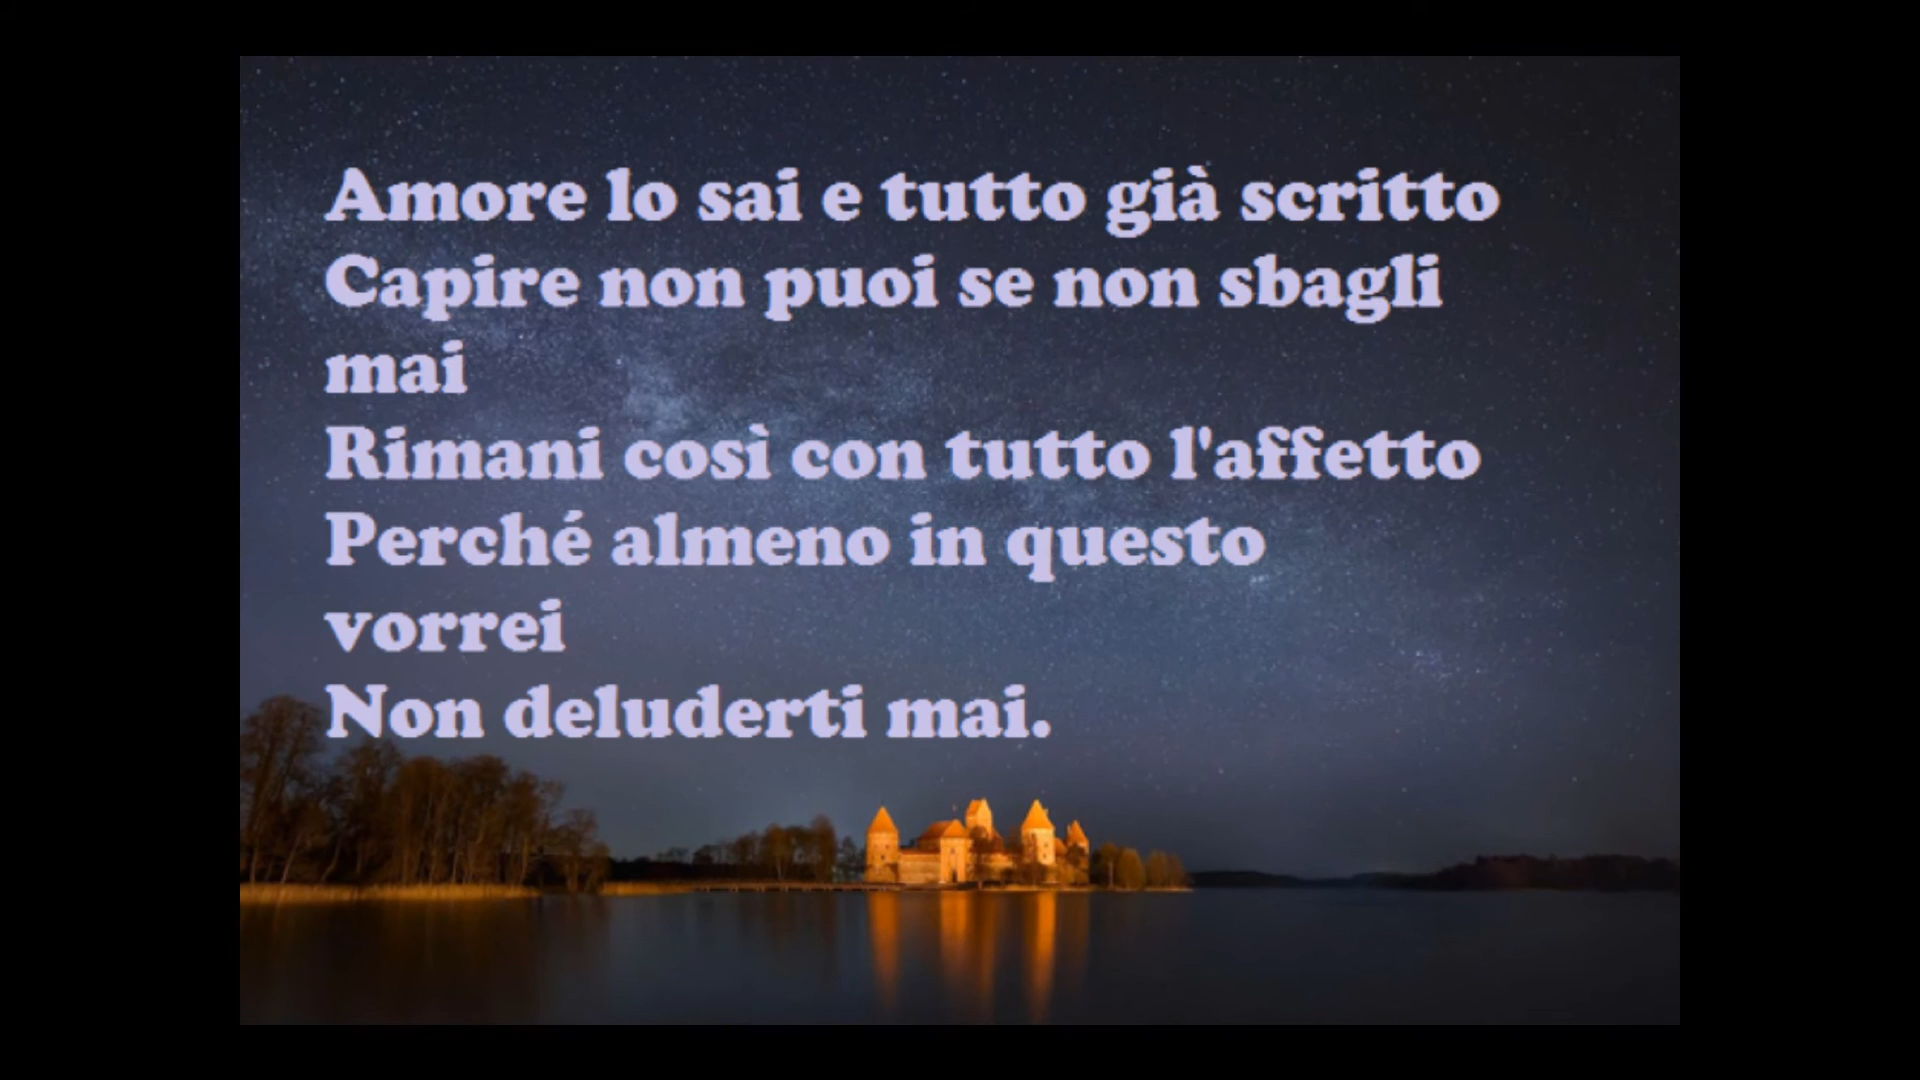 Amore lo sai e tutto già scritto
Capire non puoi se non sbagli
mai
Rimani così con tutto l'affetto
Perché almeno in questo
vorrei
Non deluderti mai.